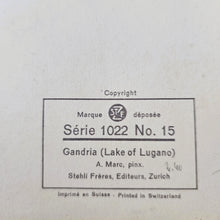 Copyright
Marque déposée
Série 1022 No. 15
Gandria (Lake of Lugano)
A. Marc, pinx.
Stehli Frères, Editeurs, Zurich
Imprimé en Suisse - Printed in Switzerland